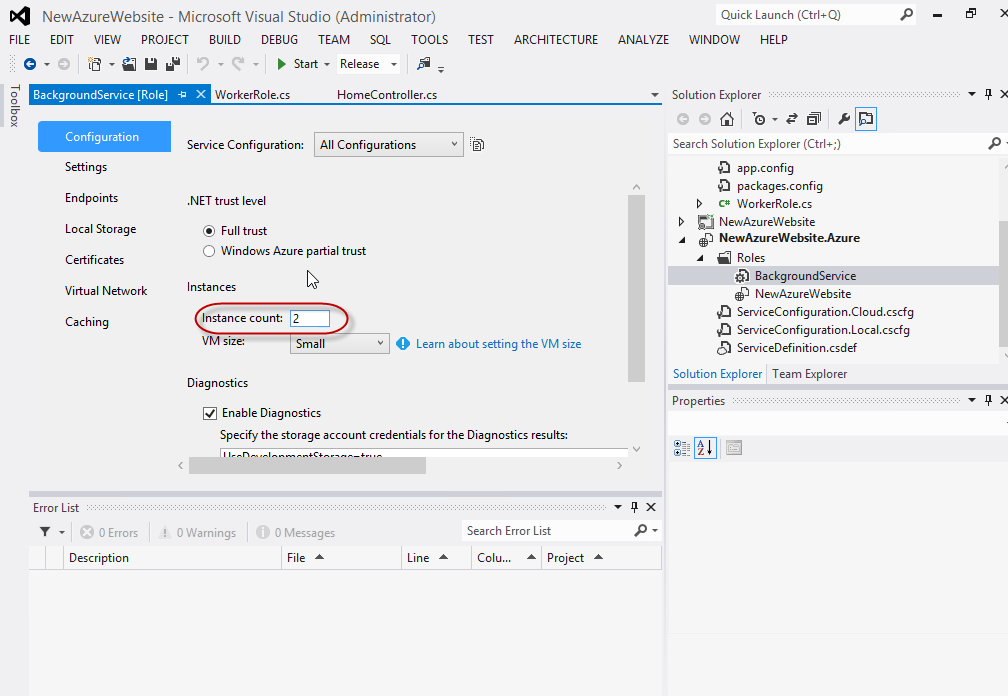 NewAzureWebsite - Microsoft Visual Studio (Administrator)
Quick Launch (Ctrl+Q)
FILE EDIT VIEW PROJECT BUILD DEBUG TEAM SQL TOOLS TEST ARCHITECTURE ANALYZE WINDOW HELP
Start Release
Toolbox
BackgroundService [Role] WorkerRole.cs HomeController.cs
Configuration
Settings
Endpoints
Local Storage
Certificates
Virtual Network
Caching
Service Configuration: All Configurations
.NET trust level
Full trust
Windows Azure partial trust
Instances
Instance count: 2
VM size: Small Learn about setting the VM size
Diagnostics
Enable Diagnostics
Specify the storage account credentials for the Diagnostics results:
UseDevelopmentStorage=true
Solution Explorer
Search Solution Explorer (Ctrl+;)
app.config
packages.config
C# WorkerRole.cs
NewAzureWebsite
NewAzureWebsite.Azure
Roles
BackgroundService
NewAzureWebsite
ServiceConfiguration.Cloud.cscfg
ServiceConfiguration.Local.cscfg
ServiceDefinition.csdef
Solution Explorer Team Explorer
Properties
A Z
Error List
0 Errors 0 Warnings 0 Messages Search Error List
Description File Line Colu... Project